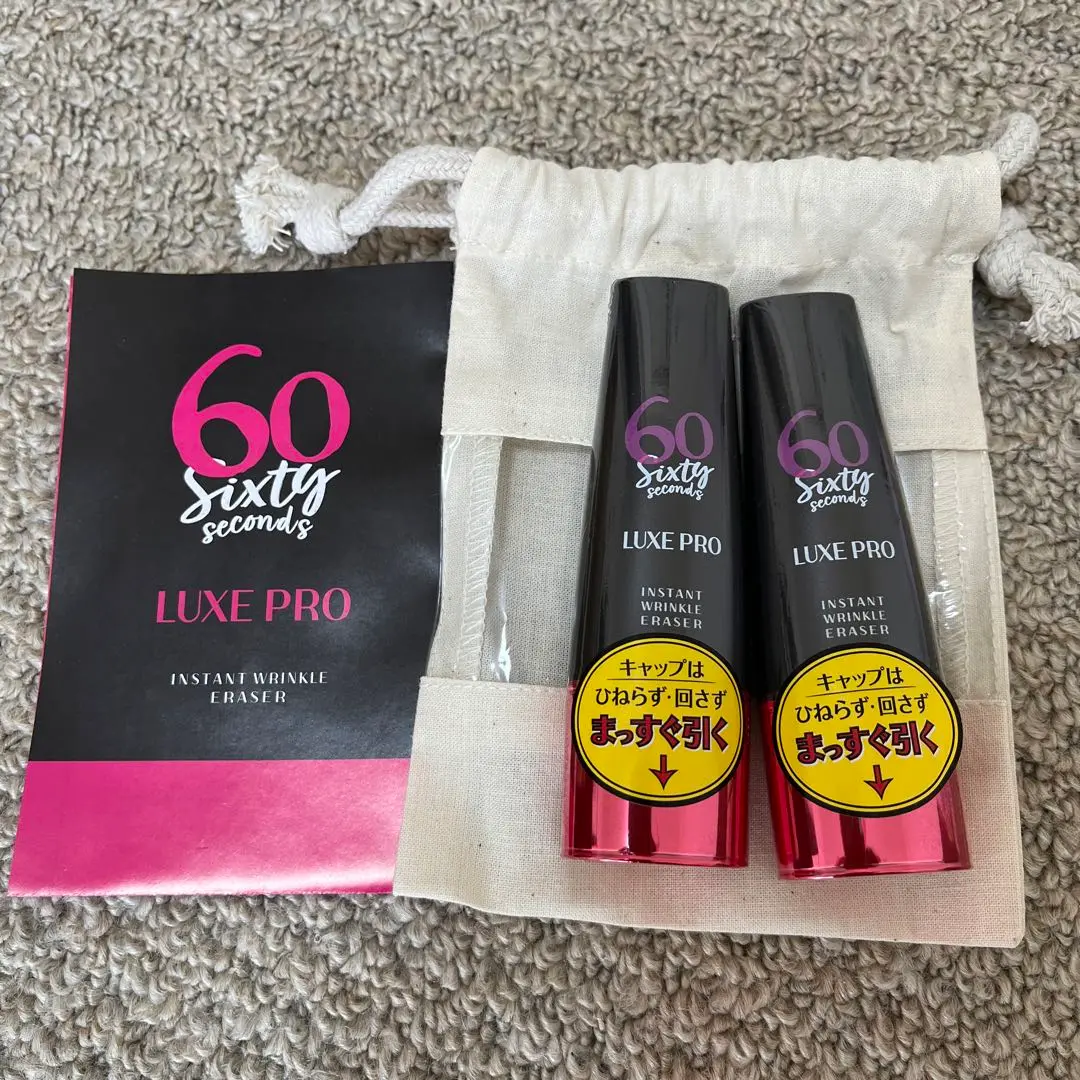 60
Sixty
seconds
LUXE PRO
INSTANT WRINKLE
ERASER
60
Sixty
seconds
LUXE PRO
INSTANT
WRINKLE
ERASER
キャップは
ひねらず・回さず
まっすぐ引く
60
Sixty
seconds
LUXE PRO
INSTANT
WRINKLE
ERASER
キャップは
ひねらず・回さず
まっすぐ引く